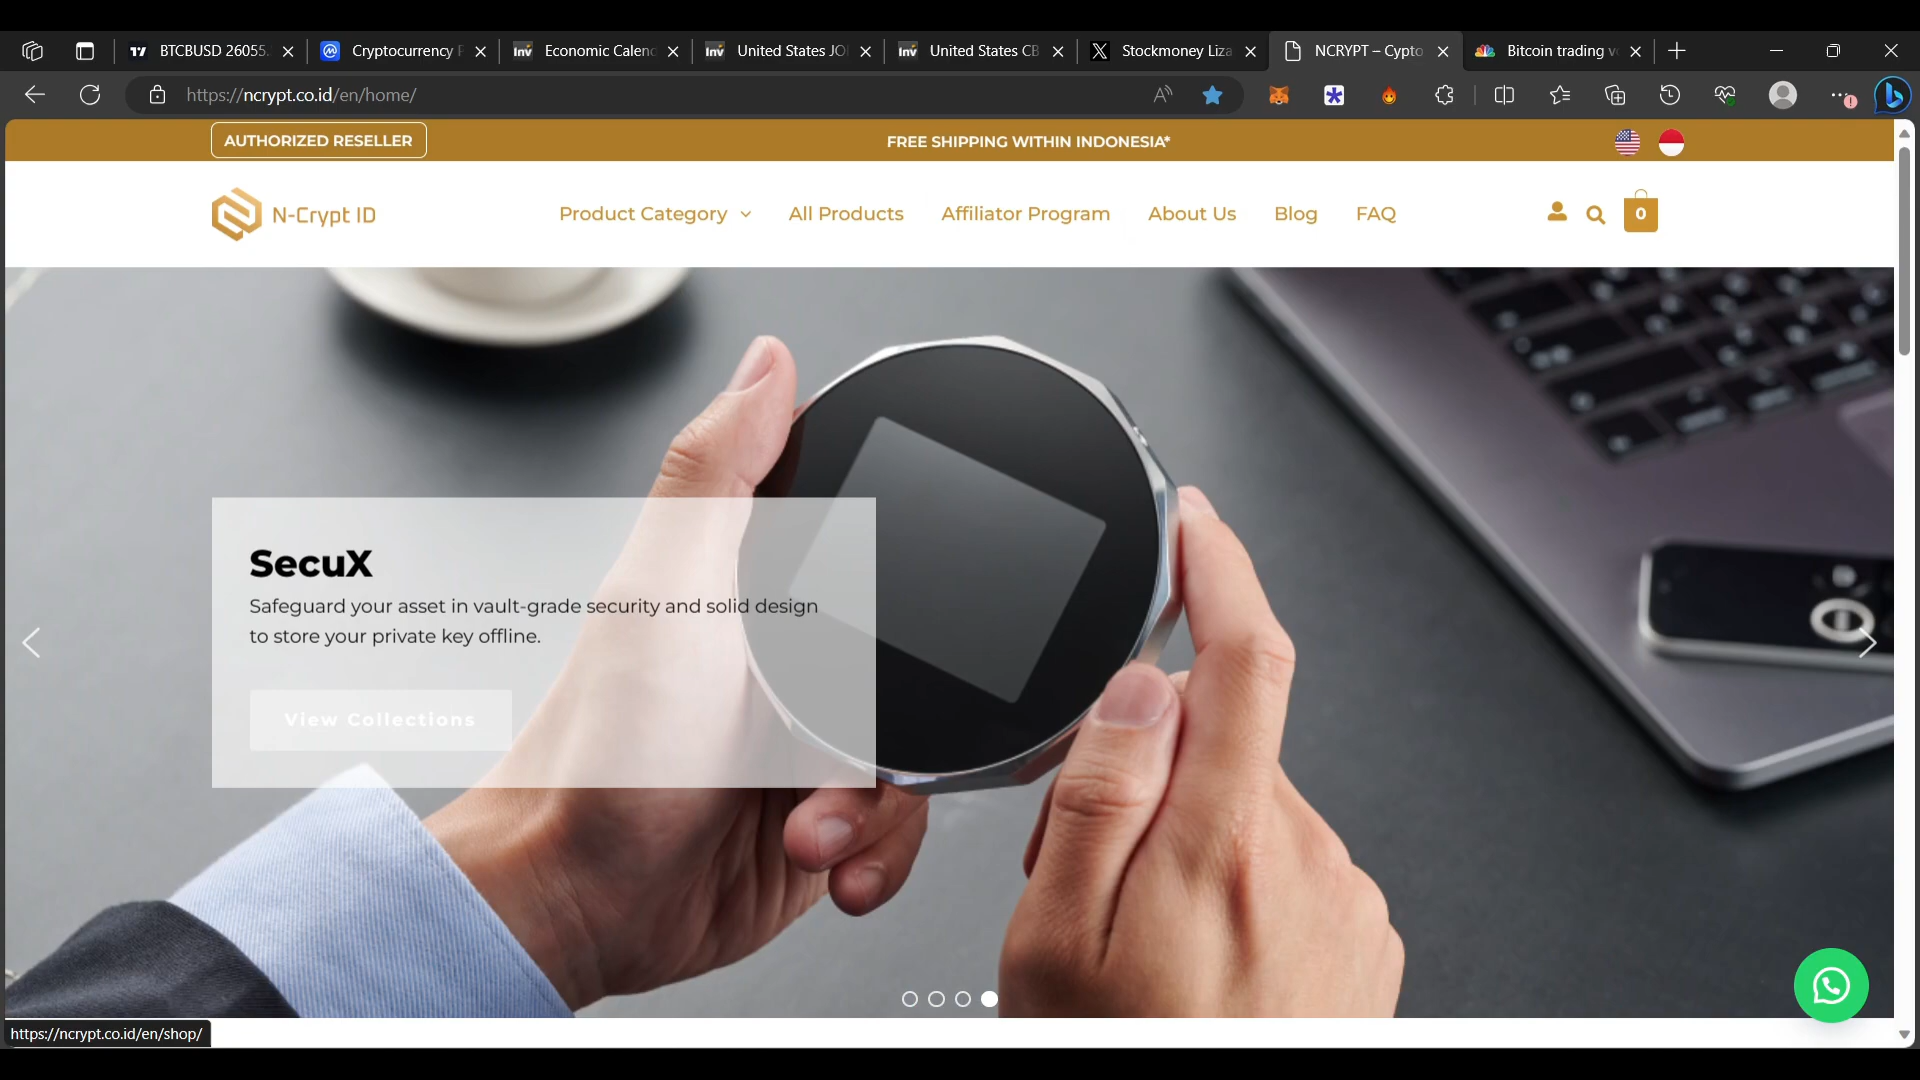 BTCBUSD 26055.
Cryptocurrency P
Economic Calenc
United States JO
United States CB
Stockmoney Liza
NCRYPT – Cypto
Bitcoin trading v
https://ncrypt.co.id/en/home/
AUTHORIZED RESELLER
FREE SHIPPING WITHIN INDONESIA*
N-Crypt ID
Product Category
All Products
Affiliator Program
About Us
Blog
FAQ
0
SecuX
Safeguard your asset in vault-grade security and solid design
to store your private key offline.
View Collections
https://ncrypt.co.id/en/shop/